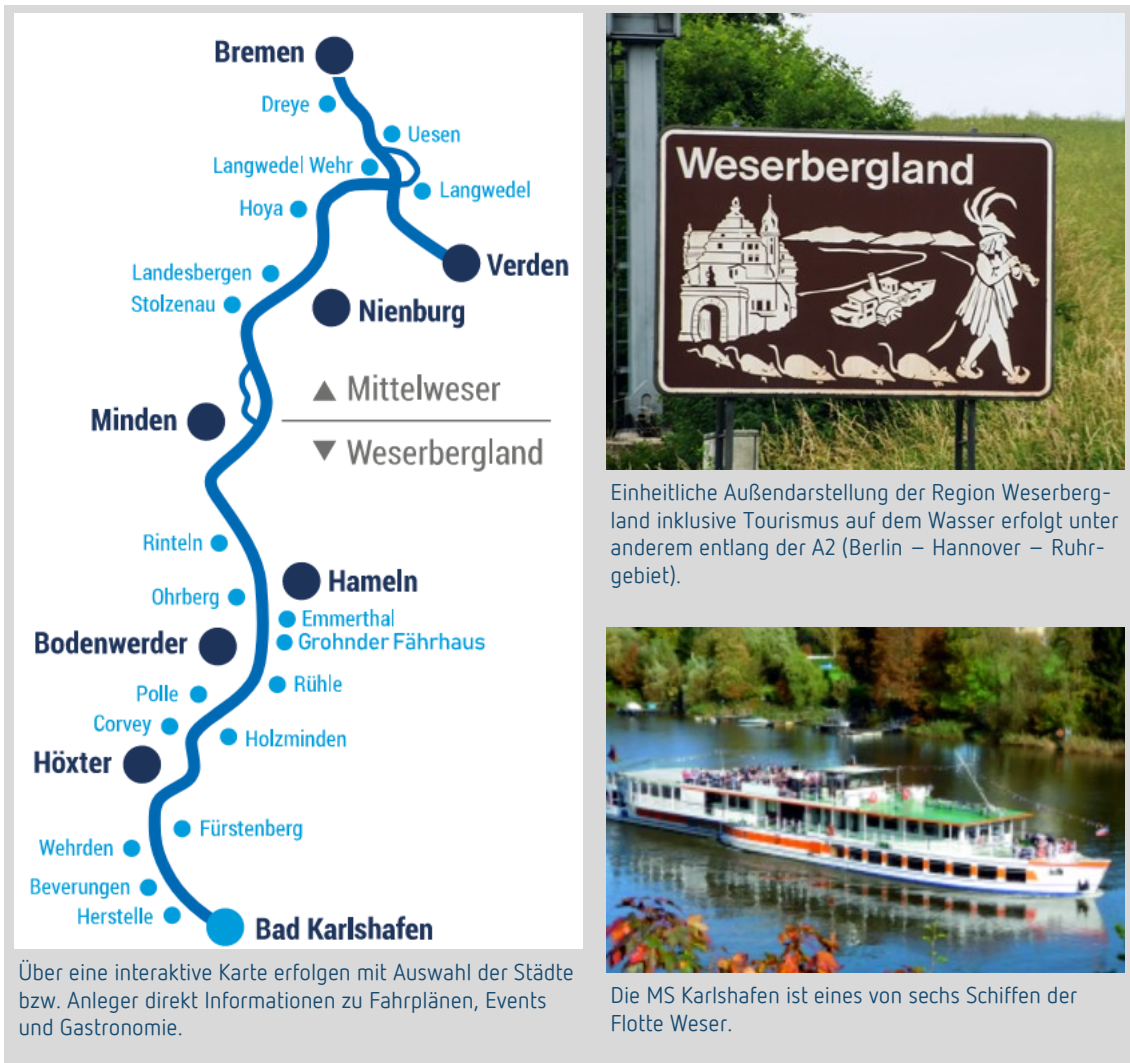 Bremen
Dreye
Uesen
Langwedel Wehr
Langwedel
Hoya
Verden
Landesbergen
Stolzenau
Nienburg
▲ Mittelweser
Minden
▼ Weserbergland
Rinteln
Hameln
Ohrberg
Emmerthal
Bodenwerder
Grohnder Fährhaus
Rühle
Polle
Corvey
Holzminden
Höxter
Fürstenberg
Wehrden
Beverungen
Herstelle
Bad Karlshafen
Über eine interaktive Karte erfolgen mit Auswahl der Städte
bzw. Anleger direkt Informationen zu Fahrplänen, Events
und Gastronomie.
Weserbergland
Einheitliche Außendarstellung der Region Weserberg-
land inklusive Tourismus auf dem Wasser erfolgt unter
anderem entlang der A2 (Berlin – Hannover – Ruhr-
gebiet).
Die MS Karlshafen ist eines von sechs Schiffen der
Flotte Weser.